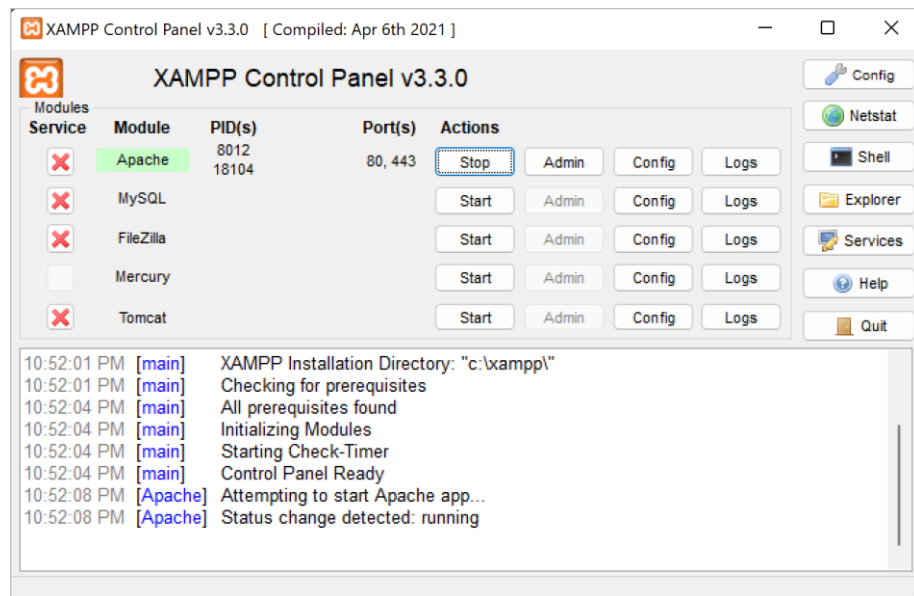 XAMPP Control Panel v3.3.0 [ Compiled: Apr 6th 2021 ]
XAMPP Control Panel v3.3.0
Config
Modules
Service Module PID(s) Port(s) Actions
Netstat
Apache 8012 18104 80, 443 Stop Admin Config Logs
Shell
MySQL Start Admin Config Logs
Explorer
FileZilla Start Admin Config Logs
Services
Mercury Start Admin Config Logs
Help
Tomcat Start Admin Config Logs
Quit
10:52:01 PM [main] XAMPP Installation Directory: "c:\xampp\"
10:52:01 PM [main] Checking for prerequisites
10:52:04 PM [main] All prerequisites found
10:52:04 PM [main] Initializing Modules
10:52:04 PM [main] Starting Check-Timer
10:52:04 PM [main] Control Panel Ready
10:52:08 PM [Apache] Attempting to start Apache app...
10:52:08 PM [Apache] Status change detected: running